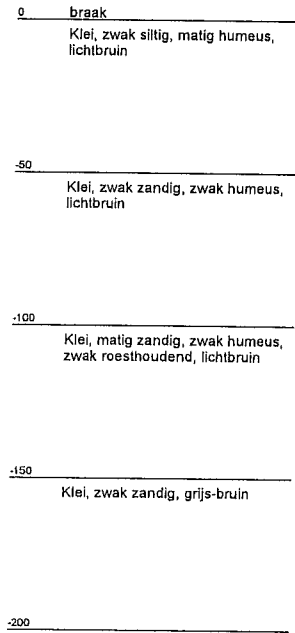 0 braak
Klei, zwak siltig, matig humeus,
lichtbruin
-50
Klei, zwak zandig, zwak humeus,
lichtbruin
-100
Klei, matig zandig, zwak humeus,
zwak roesthoudend, lichtbruin
-150
Klei, zwak zandig, grijs-bruin
-200